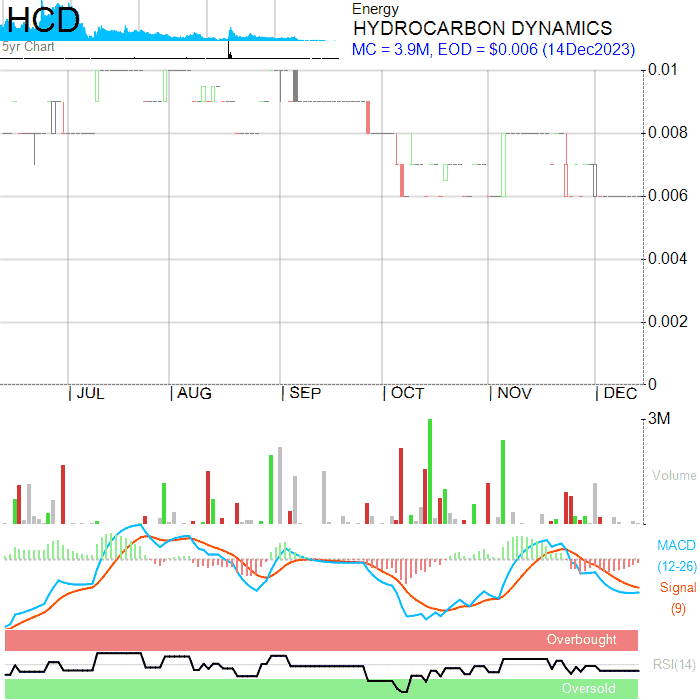 HCD
5yr Chart
Energy
HYDROCARBON DYNAMICS
MC = 3.9M, EOD = $0.006 (14Dec2023)
0.01
0.008
0.006
0.004
0.002
0
JUL AUG SEP OCT NOV DEC
3M
Volume
MACD
(12-26)
Signal
(9)
Overbought
RSI(14)
Oversold